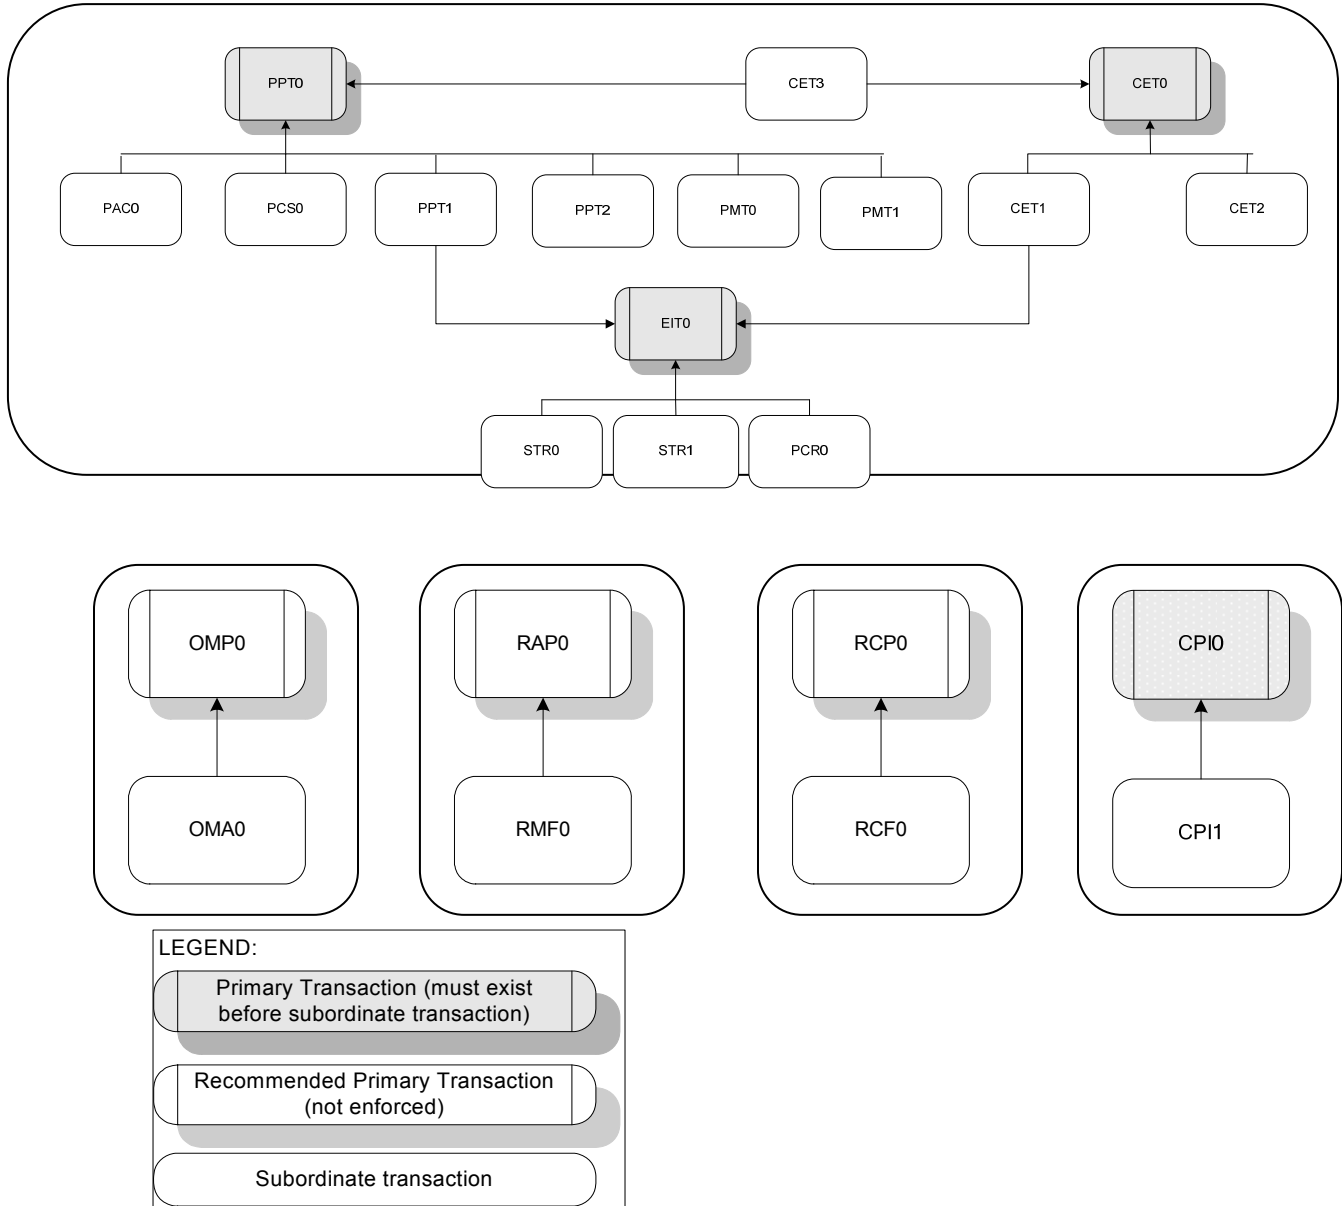 PPT0
CET3
CET0
PAC0
PCS0
PPT1
PPT2
PMT0
PMT1
CET1
CET2
EIT0
STR0
STR1
PCR0
OMP0
RAP0
RCP0
CPI0
OMA0
RMF0
RCF0
CPI1
LEGEND:
Primary Transaction (must exist
before subordinate transaction)
Recommended Primary Transaction
(not enforced)
Subordinate transaction